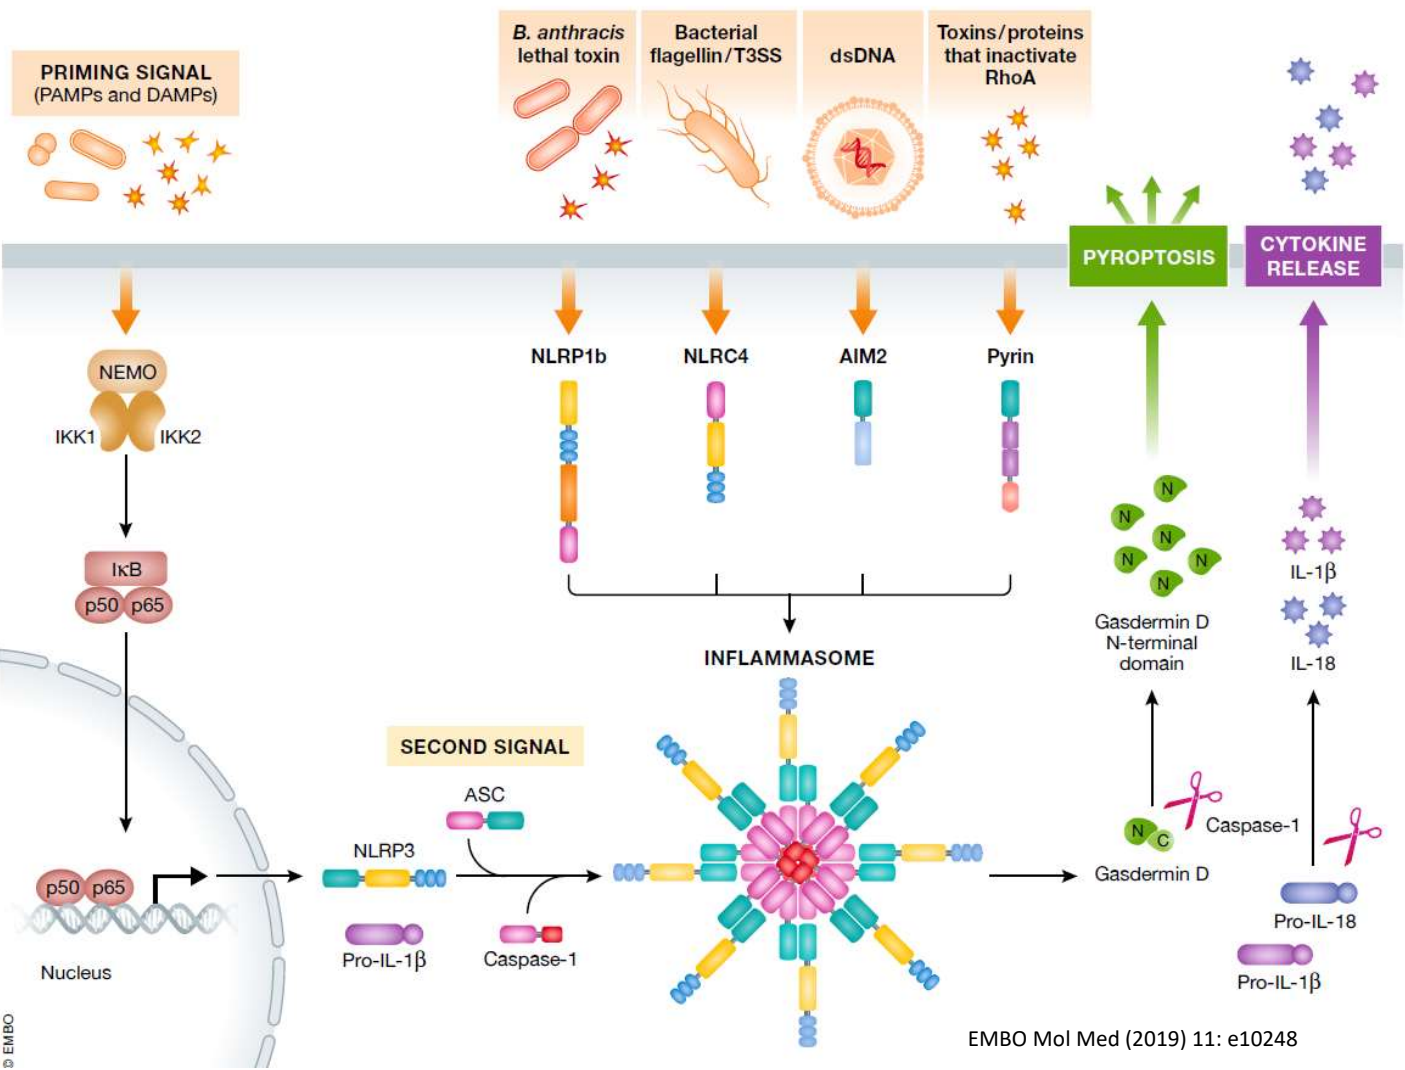 PRIMING SIGNAL
(PAMPs and DAMPs)
B. anthracis
lethal toxin
Bacterial
flagellin/T3SS
dsDNA
Toxins/proteins
that inactivate
RhoA
PYROPTOSIS
CYTOKINE
RELEASE
NEMO
IKK1
IKK2
NLRP1b
NLRC4
AIM2
Pyrin
IκB
p50
p65
N
N
N
N
N
N
Gasdermin D
N-terminal
domain
IL-1β
IL-18
INFLAMMASOME
SECOND SIGNAL
ASC
NLRP3
Pro-IL-1β
Caspase-1
p50
p65
Nucleus
N
C
Caspase-1
Gasdermin D
Pro-IL-18
Pro-IL-1β
© EMBO
EMBO Mol Med (2019) 11: e10248